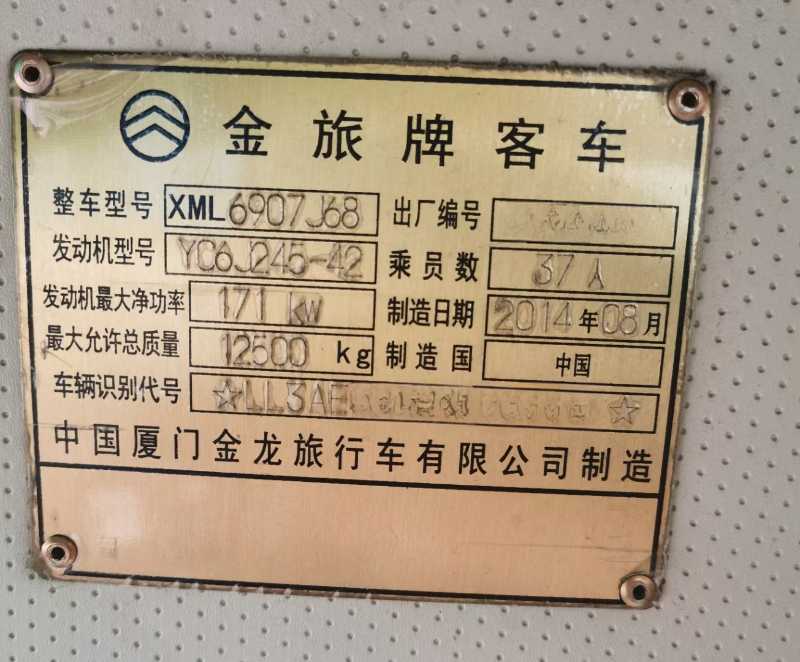 金旅牌客车
整车型号 XML6907J68 出厂编号
发动机型号 YC6J245-42 乘员数 37人
发动机最大净功率 171 kw 制造日期 2014年08月
最大允许总质量 12500 kg 制造国 中国
车辆识别代号 ☆LL3AE ☆
中国厦门金龙旅行车有限公司制造